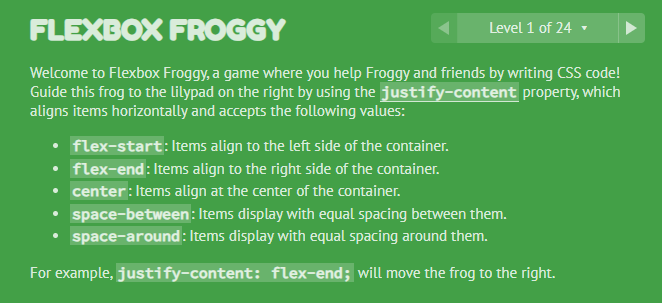 FLEXBOX FROGGY
Level 1 of 24
Welcome to Flexbox Froggy, a game where you help Froggy and friends by writing CSS code!
Guide this frog to the lilypad on the right by using the justify-content property, which
aligns items horizontally and accepts the following values:
• flex-start: Items align to the left side of the container.
• flex-end: Items align to the right side of the container.
• center: Items align at the center of the container.
• space-between: Items display with equal spacing between them.
• space-around: Items display with equal spacing around them.
For example, justify-content: flex-end; will move the frog to the right.